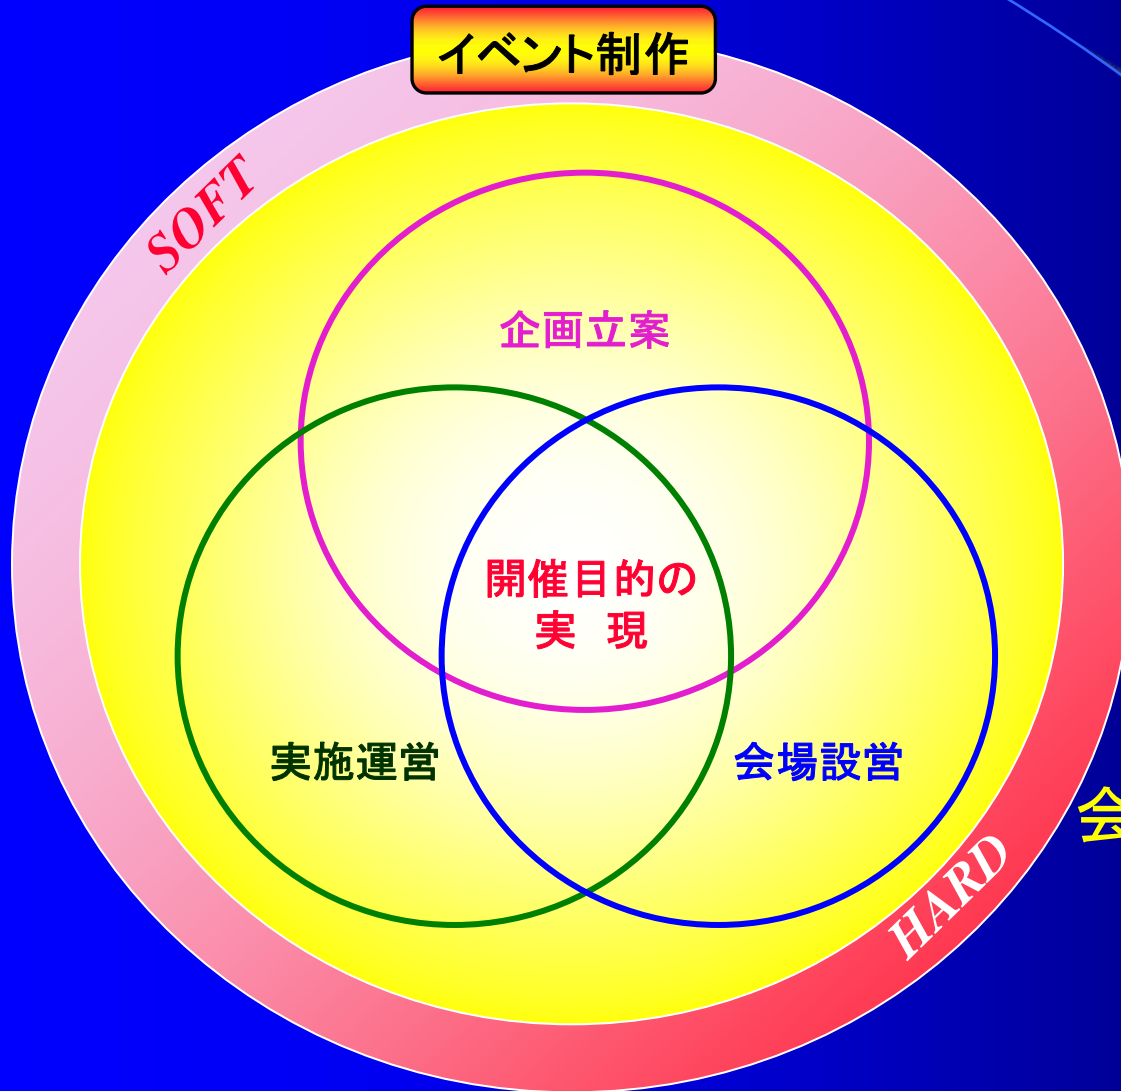 イベント制作
SOFT
企画立案
開催目的の
実　現
実施運営
会場設営
会
HARD